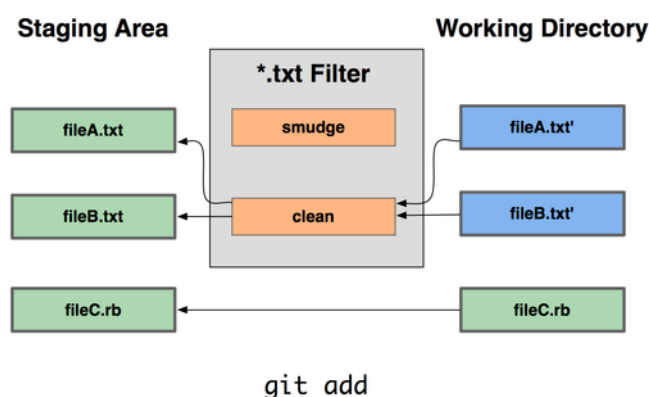 Staging Area
Working Directory
*.txt Filter
fileA.txt
smudge
fileA.txt'
fileB.txt
clean
fileB.txt'
fileC.rb
fileC.rb
git add